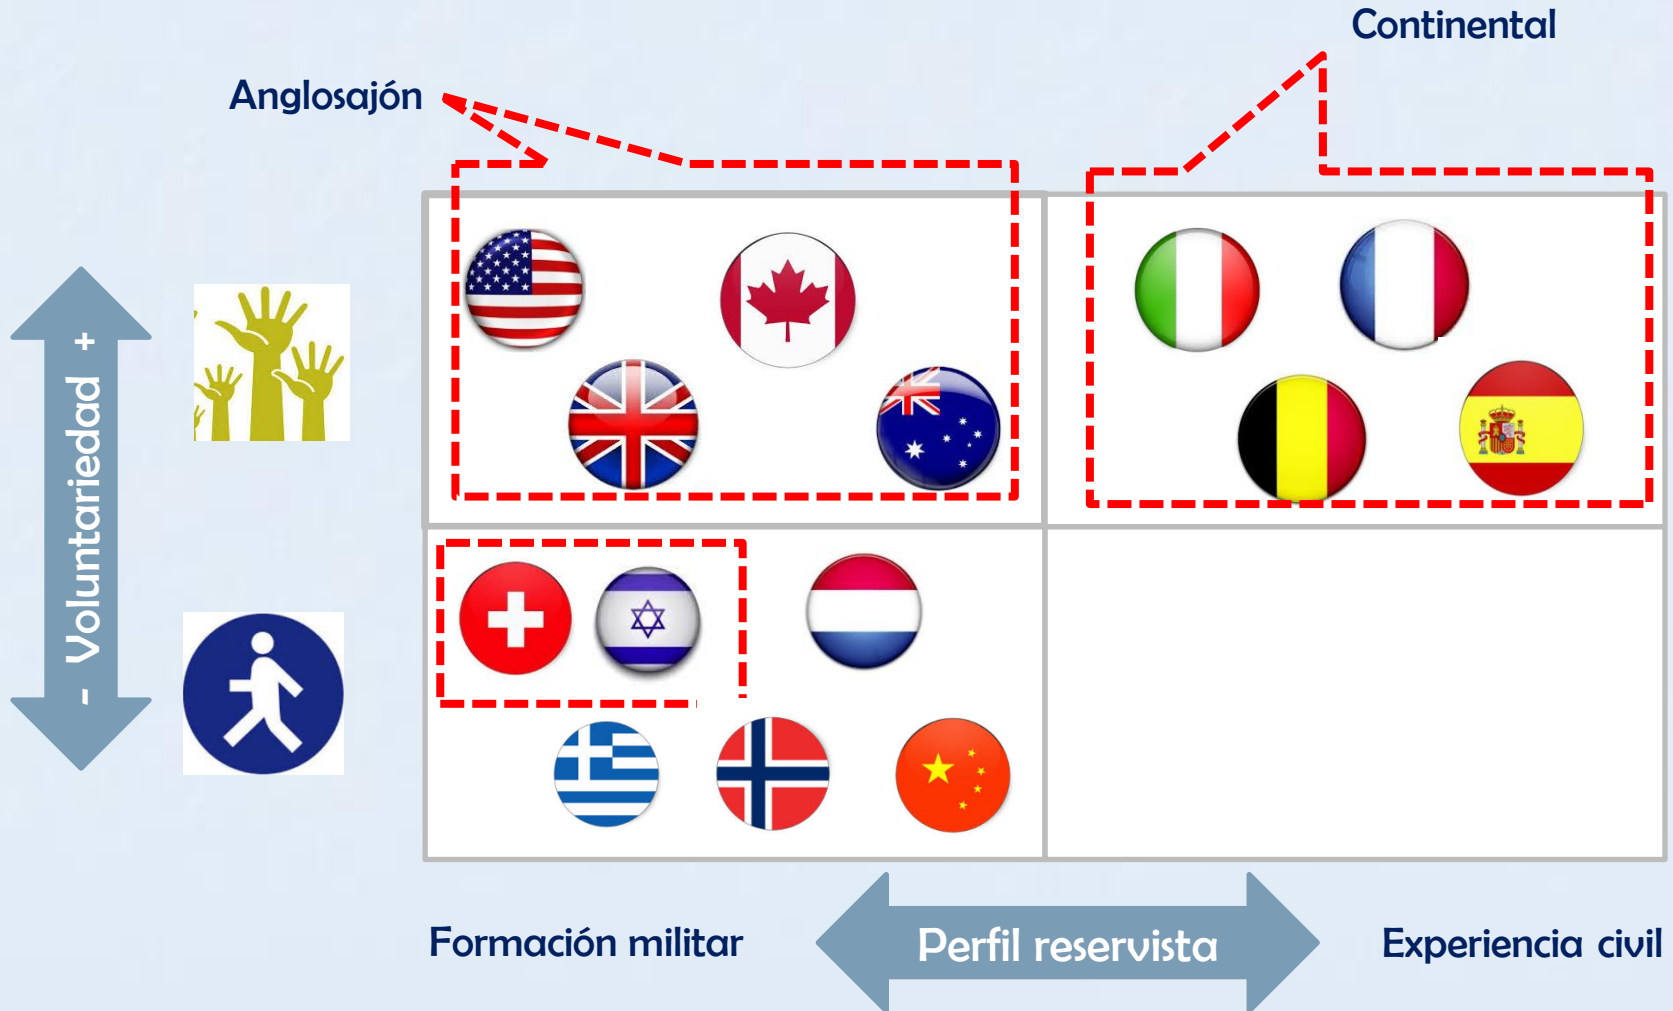 Continental
Anglosajón
- Voluntariedad +
Formación militar
Perfil reservista
Experiencia civil